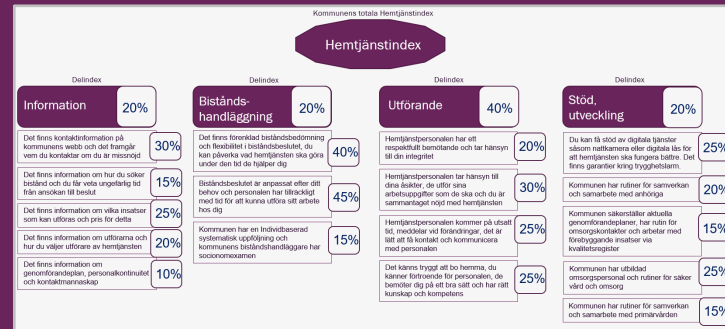 Kommunens totala Hemtjänstindex
Hemtjänstindex
Delindex
Information
20%
Det finns kontaktinformation på
kommunens webb och det framgår
vem du kontaktar om du är missnöjd
30%
Det finns information om hur du söker
bistånd och du får veta ungefärlig tid
från ansökan till beslut
15%
Det finns information om vilka insatser
som kan utföras och pris för detta
25%
Det finns information om utförarna och
hur du väljer utförare av hemtjänsten
20%
Det finns information om
genomförandeplan, personalkontinuitet
och kontaktmannaskap
10%
Delindex
Bistånds-
handläggning
20%
Det finns förenklad biståndsbedömning
och flexibilitet i biståndsbeslutet, du
kan påverka vad hemtjänsten ska göra
under den tid de hjälper dig
40%
Biståndsbeslutet är anpassat efter ditt
behov och personalen har tillräckligt
med tid för att kunna utföra sitt arbete
hos dig
45%
Kommunen har en Individbaserad
systematisk uppföljning och
kommunens biståndshandläggare har
socionomexamen
15%
Delindex
Utförande
40%
Hemtjänstpersonalen har ett
respektfullt bemötande och tar hänsyn
till din integritet
20%
Hemtjänstpersonalen tar hänsyn till
dina åsikter, de utför sina
arbetsuppgifter som de ska och du är
sammantaget nöjd med hemtjänsten
30%
Hemtjänstpersonalen kommer på utsatt
tid, meddelar vid förändringar, det är
lätt att få kontakt och kommunicera
med personalen
25%
Det känns tryggt att bo hemma, du
känner förtroende för personalen, de
bemöter dig på ett bra sätt och har rätt
kunskap och kompetens
25%
Delindex
Stöd,
utveckling
20%
Du kan få stöd av digitala tjänster
såsom nattkamera eller digitala lås för
att hemtjänsten ska fungera bättre. Det
finns garantier kring trygghetslarm.
25%
Kommunen har rutiner för samverkan
och samarbete med anhöriga
20%
Kommunen säkerställer aktuella
genomförandeplaner, har rutin för
omsorgskontakter och arbetar med
förebyggande insatser via
kvalitetsregister
15%
Kommunen har utbildad
omsorgspersonal och rutiner för säker
vård och omsorg
25%
Kommunen har rutiner för samverkan
och samarbete med primärvården
15%